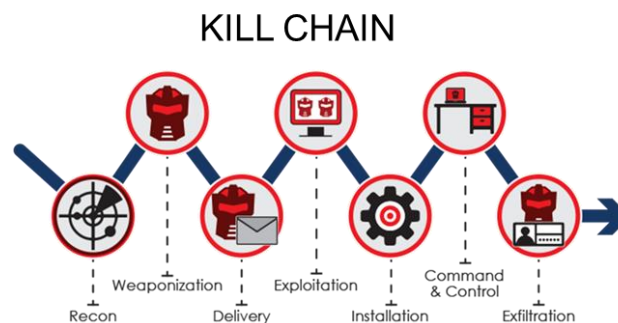 KILL CHAIN
Recon
Weaponization
Delivery
Exploitation
Installation
Command
& Control
Exfiltration